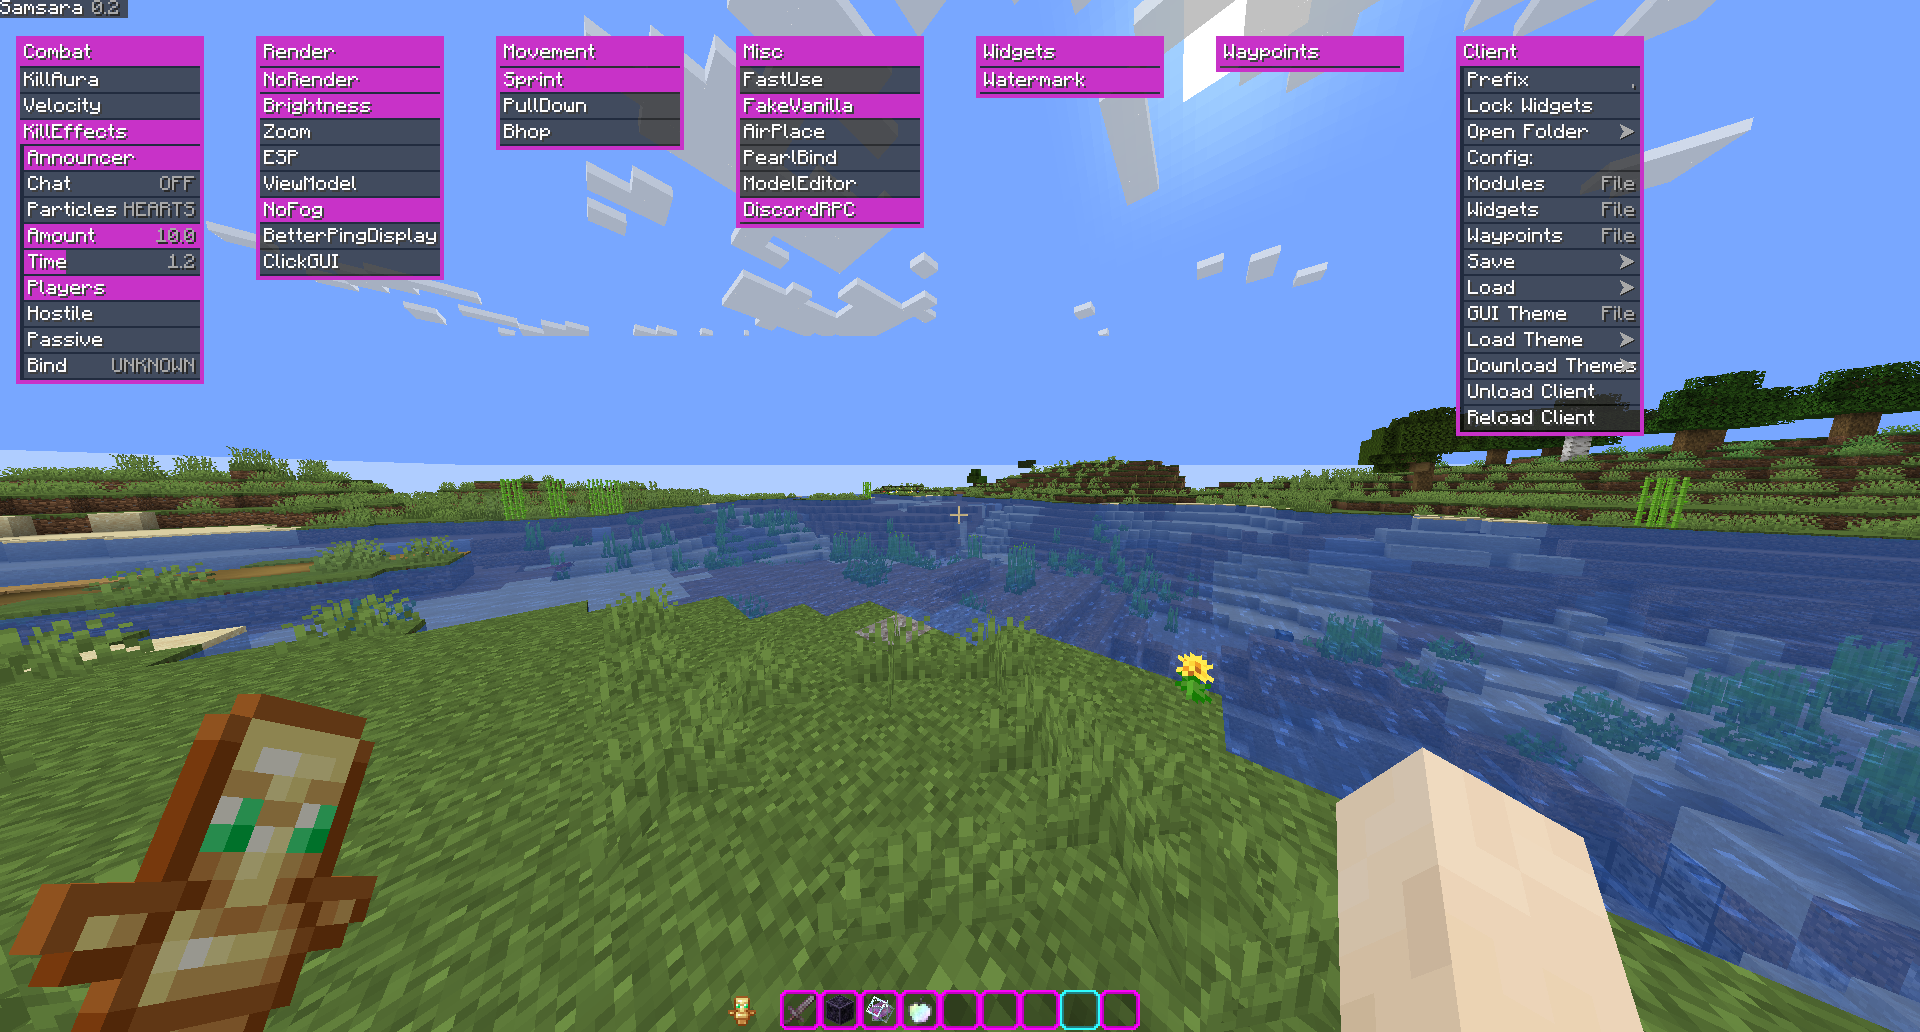 Samsara 0.2
Combat
KillAura
Velocity
KillEffects
Announcer
Chat OFF
Particles HEARTS
Amount 10.0
Time 1.2
Players
Hostile
Passive
Bind UNKNOWN
Render
NoRender
Brightness
Zoom
ESP
ViewModel
NoFog
BetterPingDisplay
ClickGUI
Movement
Sprint
PullDown
Bhop
Misc
FastUse
FakeVanilla
AirPlace
PearlBind
ModelEditor
DiscordRPC
Widgets
Watermark
Waypoints
Client
Prefix .
Lock Widgets
Open Folder
Config:
Modules File
Widgets File
Waypoints File
Save
Load
GUI Theme File
Load Theme
Download Themes
Unload Client
Reload Client